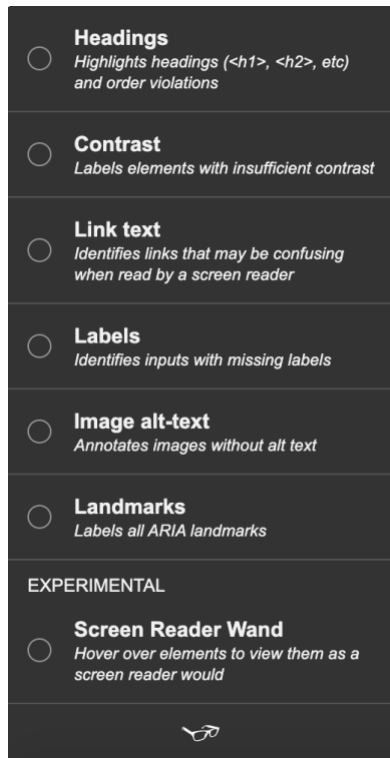 Headings
Highlights headings (<h1>, <h2>, etc)
and order violations
Contrast
Labels elements with insufficient contrast
Link text
Identifies links that may be confusing
when read by a screen reader
Labels
Identifies inputs with missing labels
Image alt-text
Annotates images without alt text
Landmarks
Labels all ARIA landmarks
EXPERIMENTAL
Screen Reader Wand
Hover over elements to view them as a
screen reader would